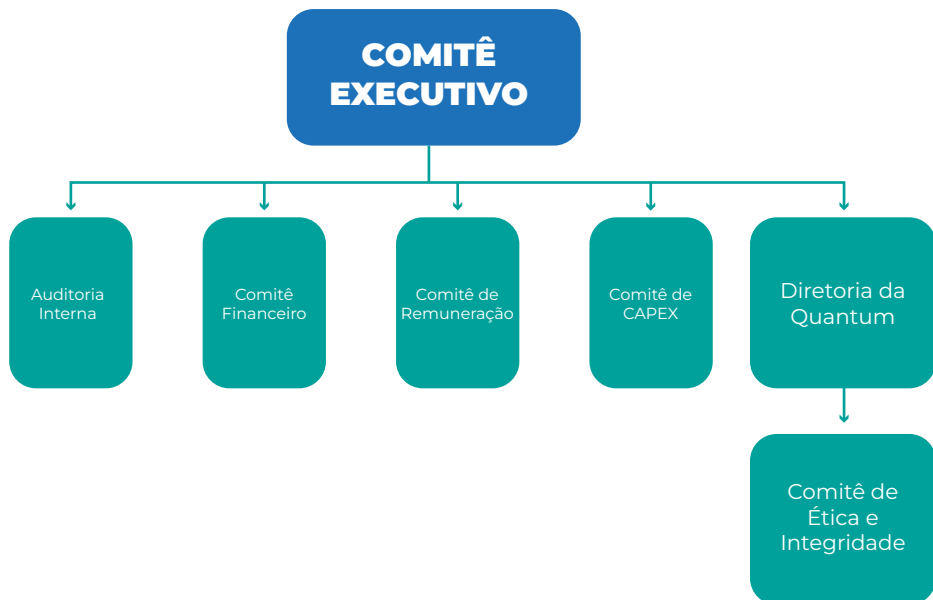 COMITÊ
EXECUTIVO
Auditoria
Interna
Comitê
Financeiro
Comitê de
Remuneração
Comitê de
CAPEX
Diretoria da
Quantum
Comitê de
Ética e
Integridade